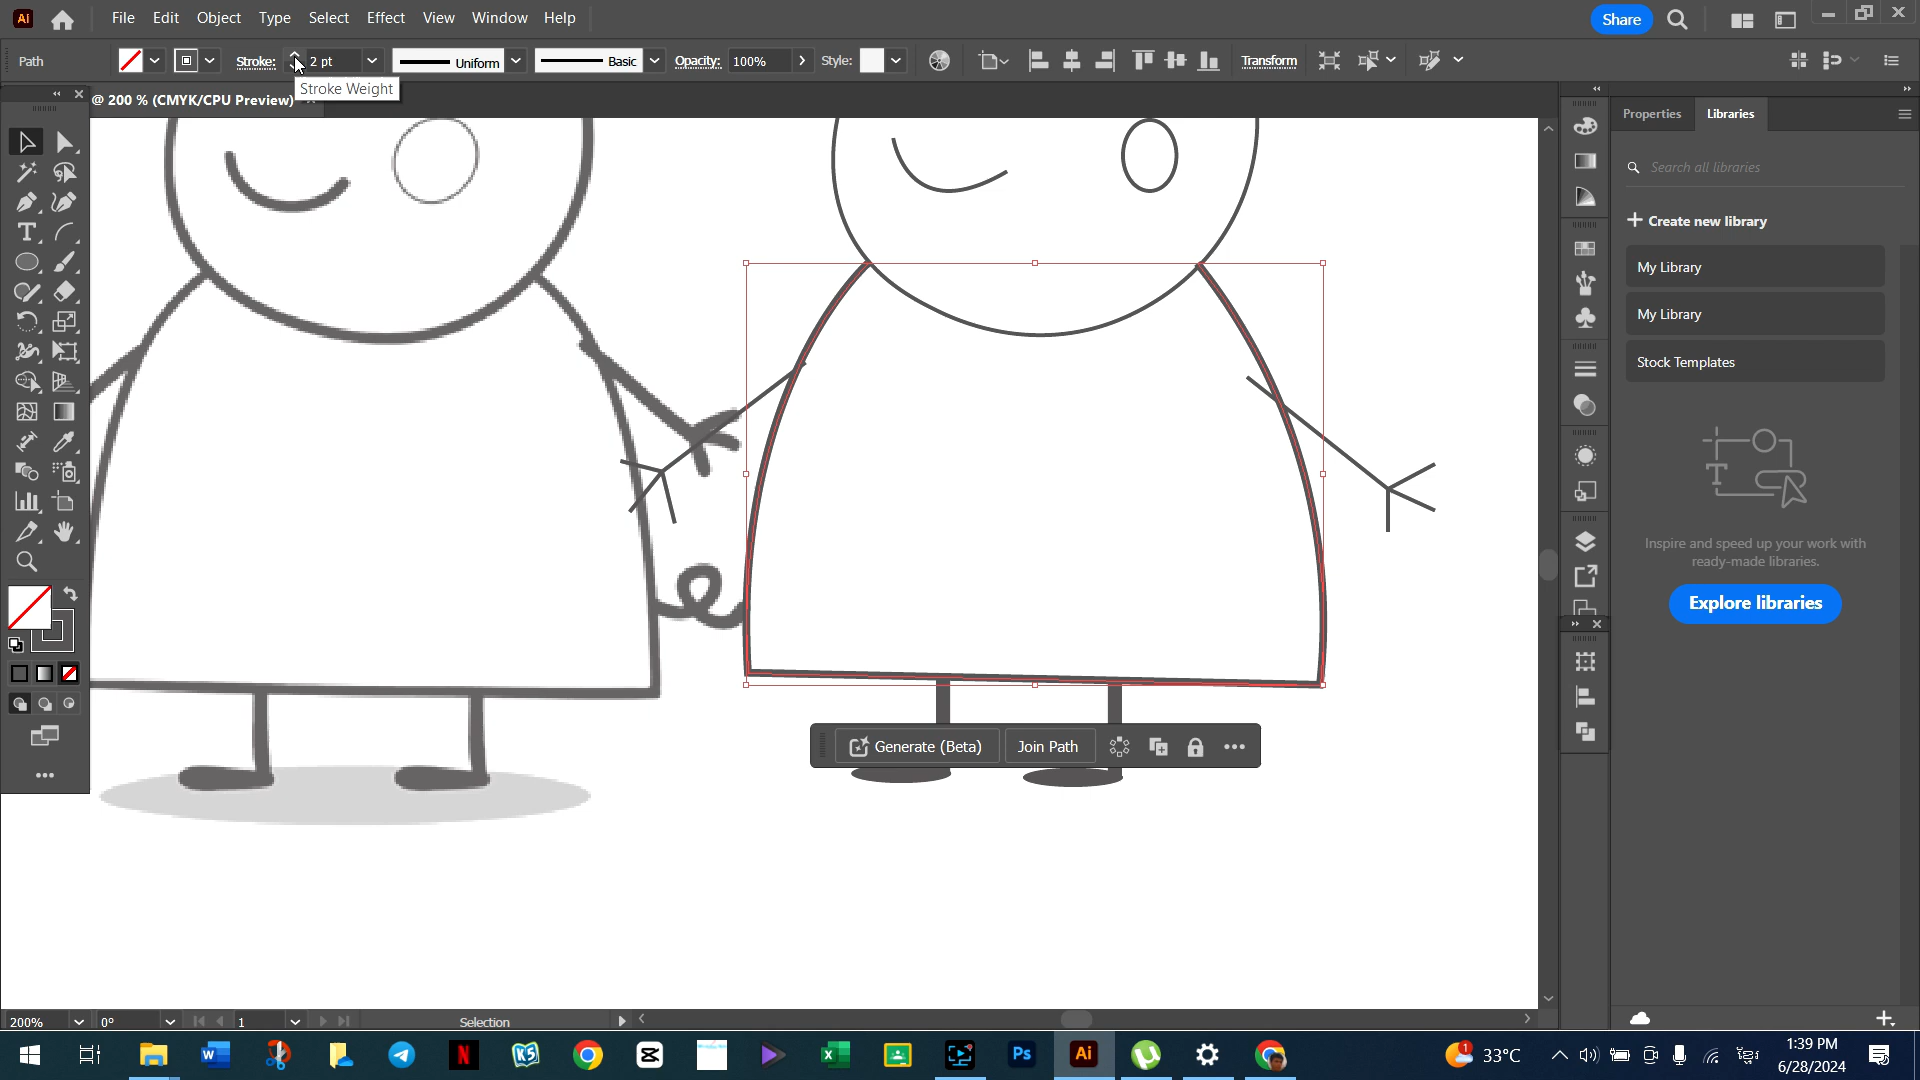 Ai File Edit Object Type Select Effect View Window Help Share
Path Stroke: 2 pt Uniform Basic Opacity: 100% Style: Transform
Stroke Weight
@ 200 % (CMYK/CPU Preview)
Properties Libraries
Search all libraries
Create new library
My Library
My Library
Stock Templates
Inspire and speed up your work with
ready-made libraries.
Explore libraries
Generate (Beta) Join Path
200% 0° 1 Selection
33°C
1:39 PM
6/28/2024